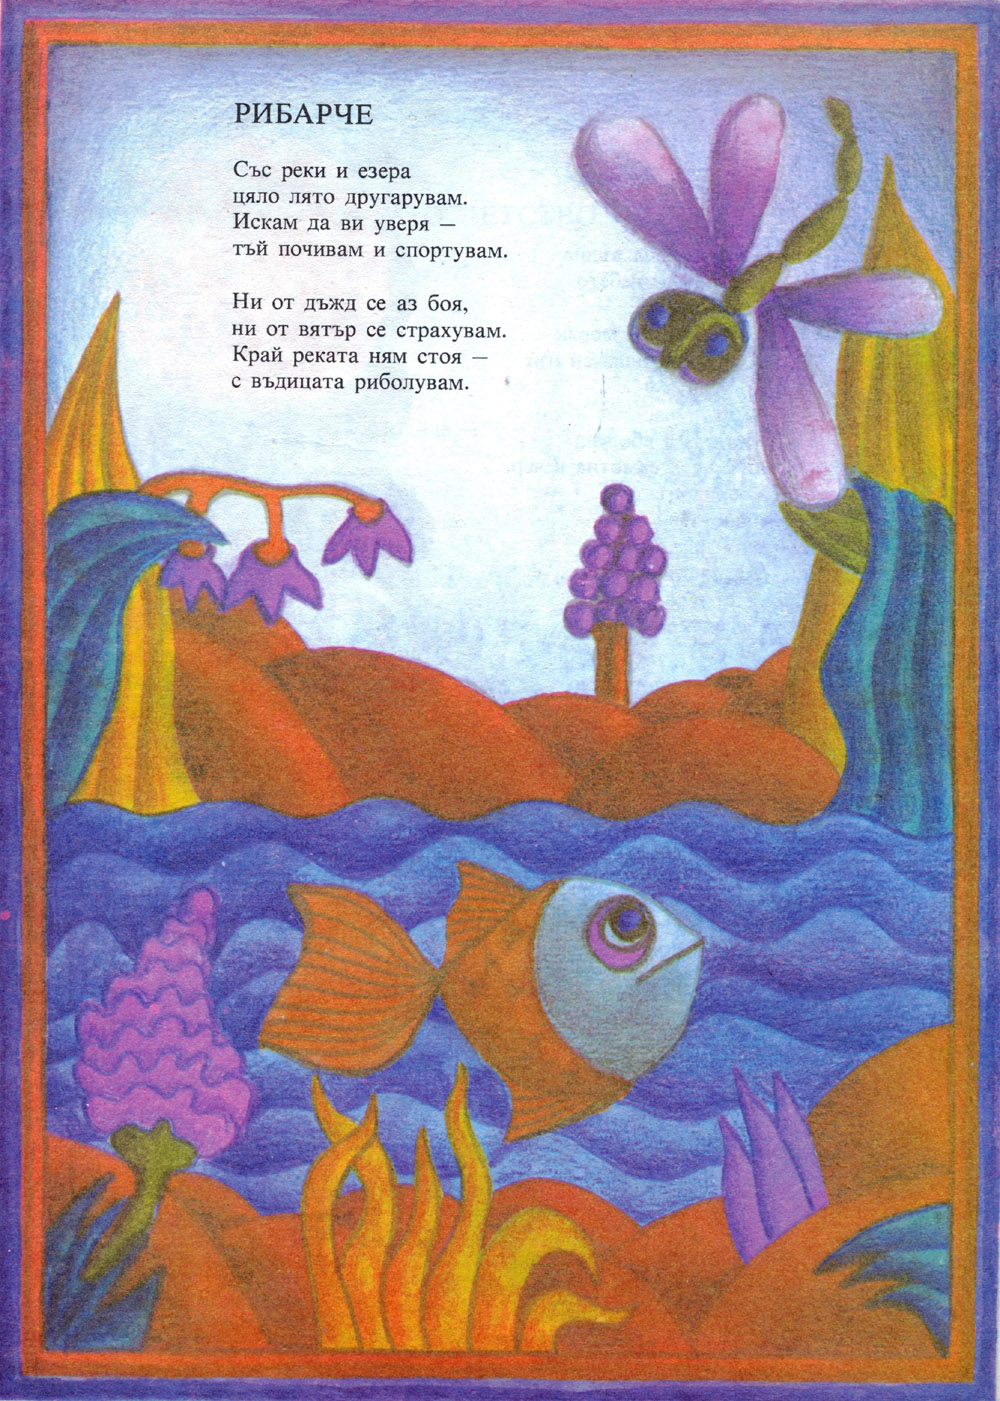 РИБАРЧЕ
Със реки и езера
цяло лято другарувам.
Искам да ви уверя –
тъй почивам и спортувам.
Ни от дъжд се аз боя,
ни от вятър се страхувам.
Край реката ням стоя –
с въдицата риболувам.